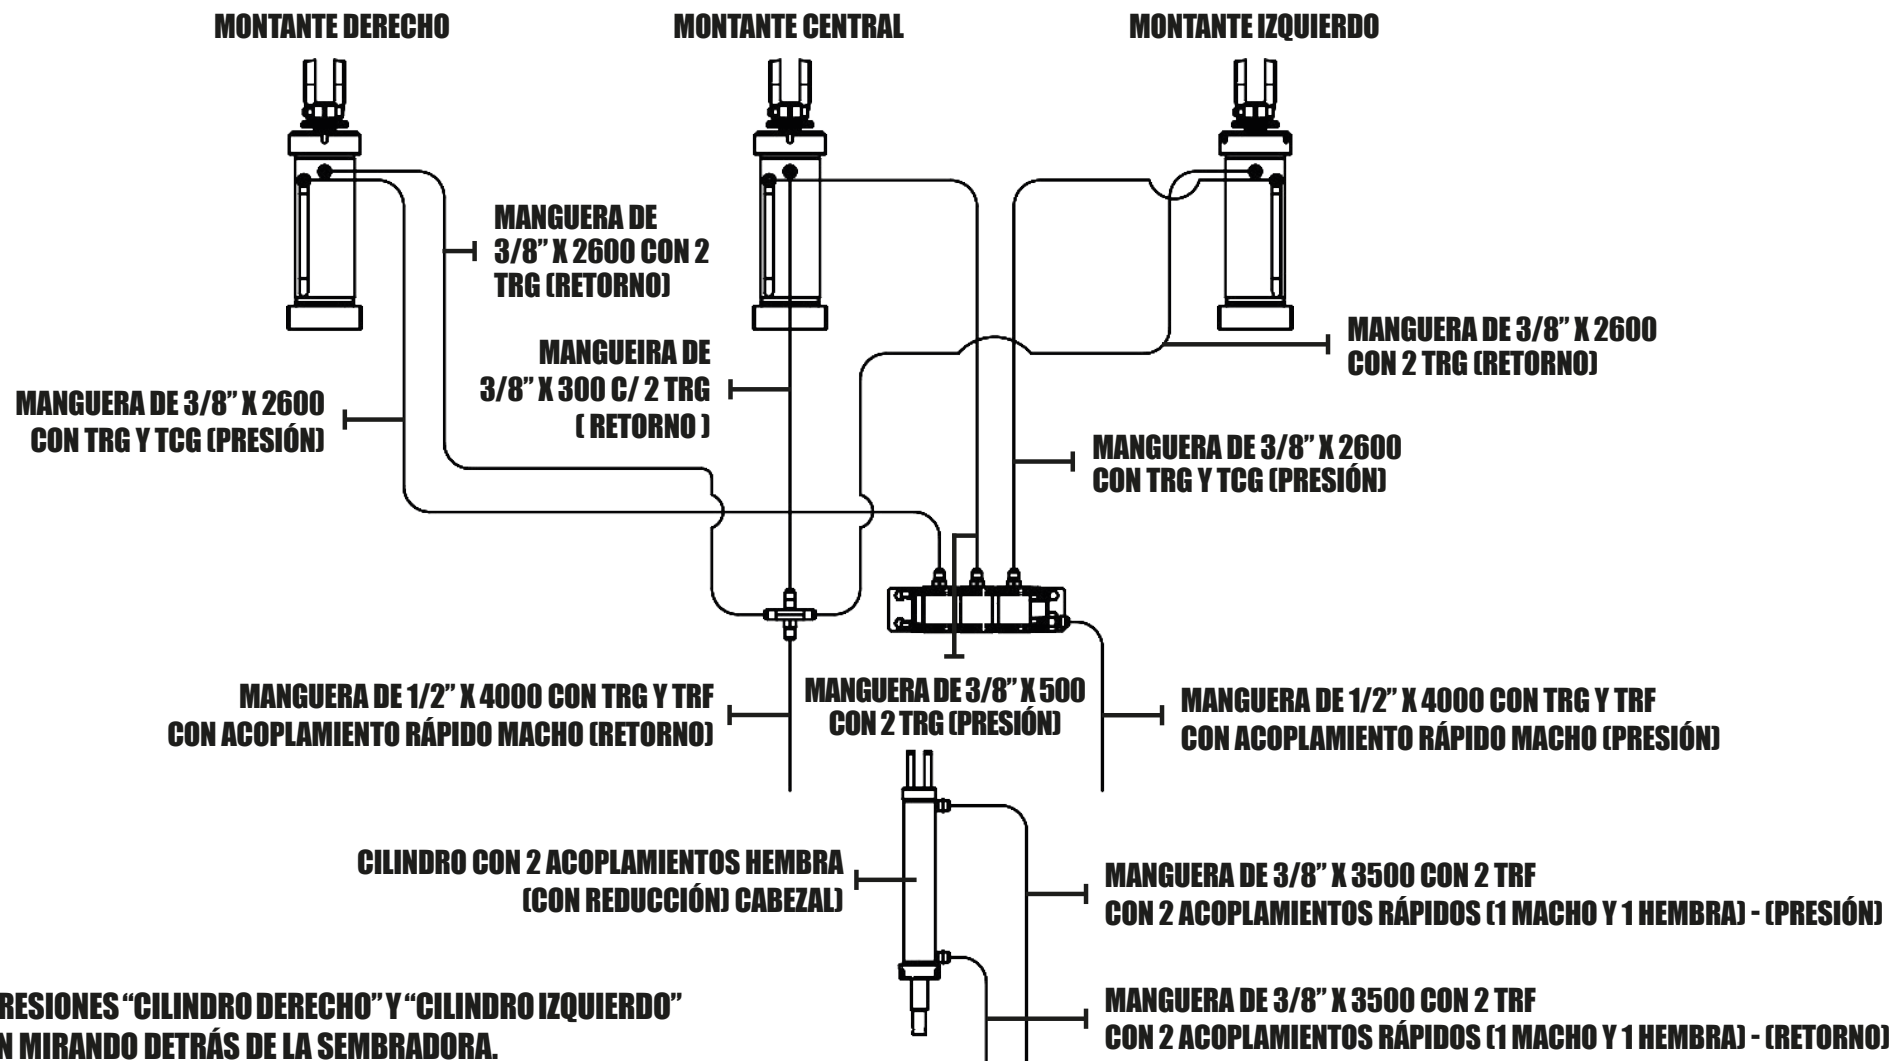 MONTANTE DERECHO
MONTANTE CENTRAL
MONTANTE IZQUIERDO
MANGUERA DE
3/8” X 2600 CON 2
TRG (RETORNO)
MANGUEIRA DE
3/8” X 300 C/ 2 TRG
( RETORNO )
MANGUERA DE 3/8” X 2600
CON 2 TRG (RETORNO)
MANGUERA DE 3/8” X 2600
CON TRG Y TCG (PRESIÓN)
MANGUERA DE 3/8” X 2600
CON TRG Y TCG (PRESIÓN)
MANGUERA DE 1/2” X 4000 CON TRG Y TRF
CON ACOPLAMIENTO RÁPIDO MACHO (RETORNO)
MANGUERA DE 3/8” X 500
CON 2 TRG (PRESIÓN)
MANGUERA DE 1/2” X 4000 CON TRG Y TRF
CON ACOPLAMIENTO RÁPIDO MACHO (PRESIÓN)
CILINDRO CON 2 ACOPLAMIENTOS HEMBRA
(CON REDUCCIÓN) CABEZAL)
MANGUERA DE 3/8” X 3500 CON 2 TRF
CON 2 ACOPLAMIENTOS RÁPIDOS (1 MACHO Y 1 HEMBRA) - (PRESIÓN)
MANGUERA DE 3/8” X 3500 CON 2 TRF
CON 2 ACOPLAMIENTOS RÁPIDOS (1 MACHO Y 1 HEMBRA) - (RETORNO)
RESIONES “CILINDRO DERECHO” Y “CILINDRO IZQUIERDO”
N MIRANDO DETRÁS DE LA SEMBRADORA.